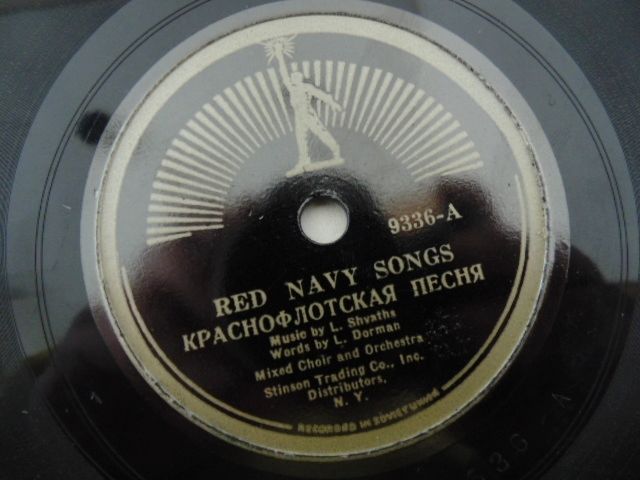 9336-A
RED NAVY SONGS
КРАСНОФЛОТСКАЯ ПЕСНЯ
Music by L. Shvaths
Words by L. Dorman
Mixed Choir and Orchestra
Stinson Trading Co., Inc.
Distributors,
N. Y.
RECORDED IN SOVIET UNION
36-A